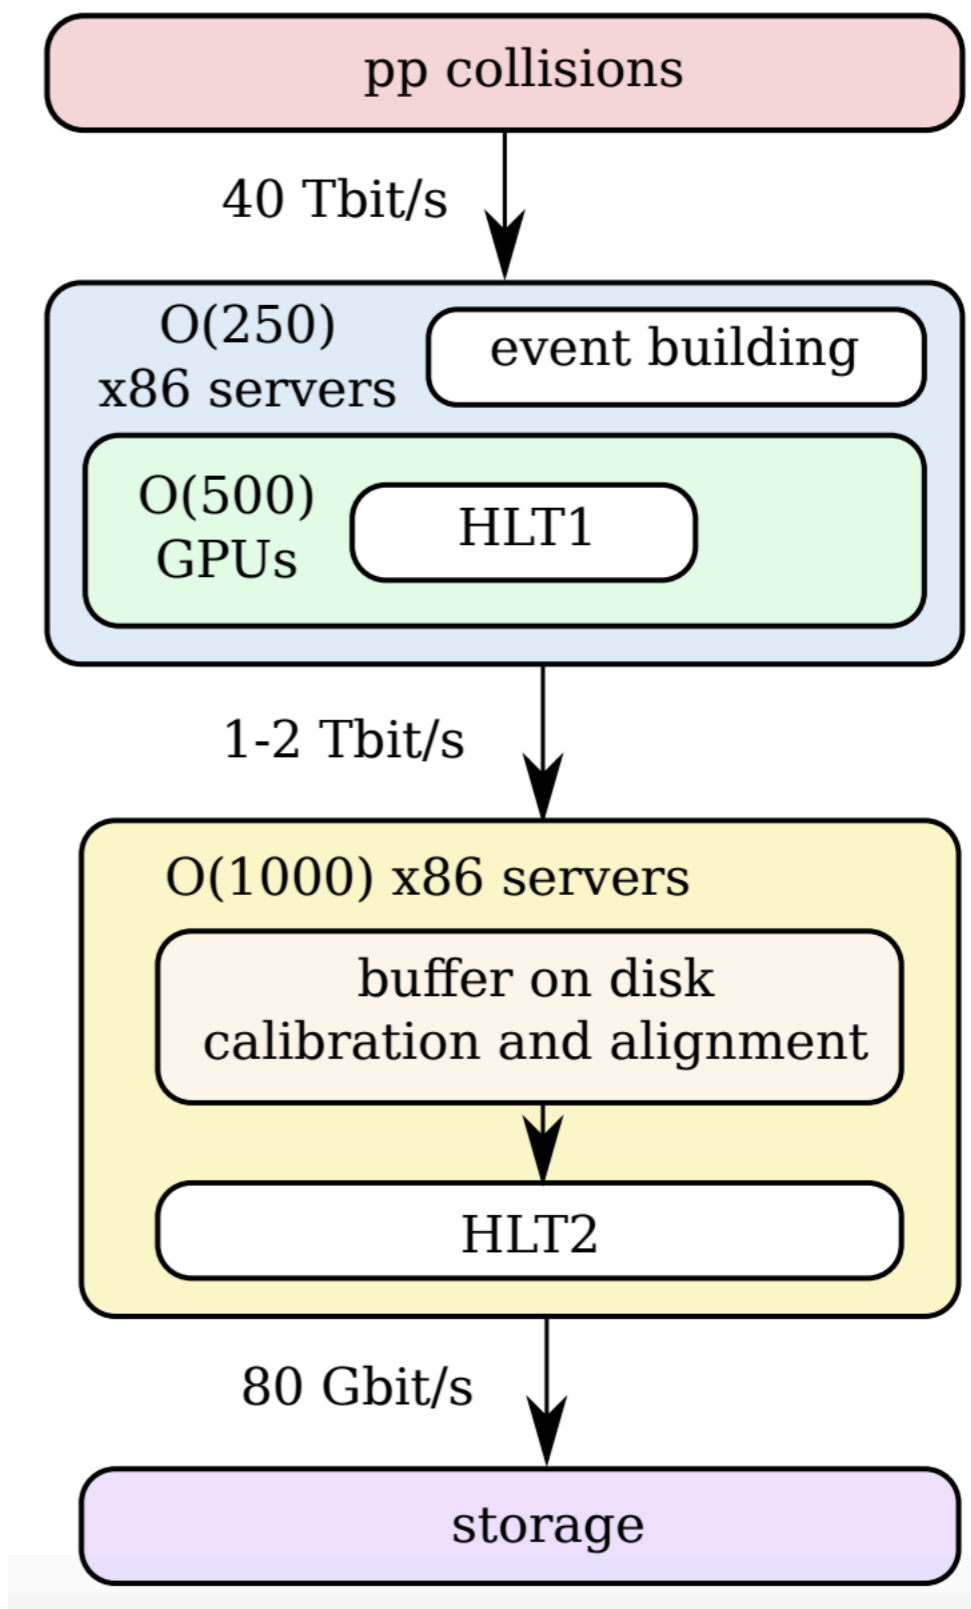 pp collisions
40 Tbit/s
O(250)
x86 servers
event building
O(500)
GPUs
HLT1
1-2 Tbit/s
O(1000) x86 servers
buffer on disk
calibration and alignment
HLT2
80 Gbit/s
storage